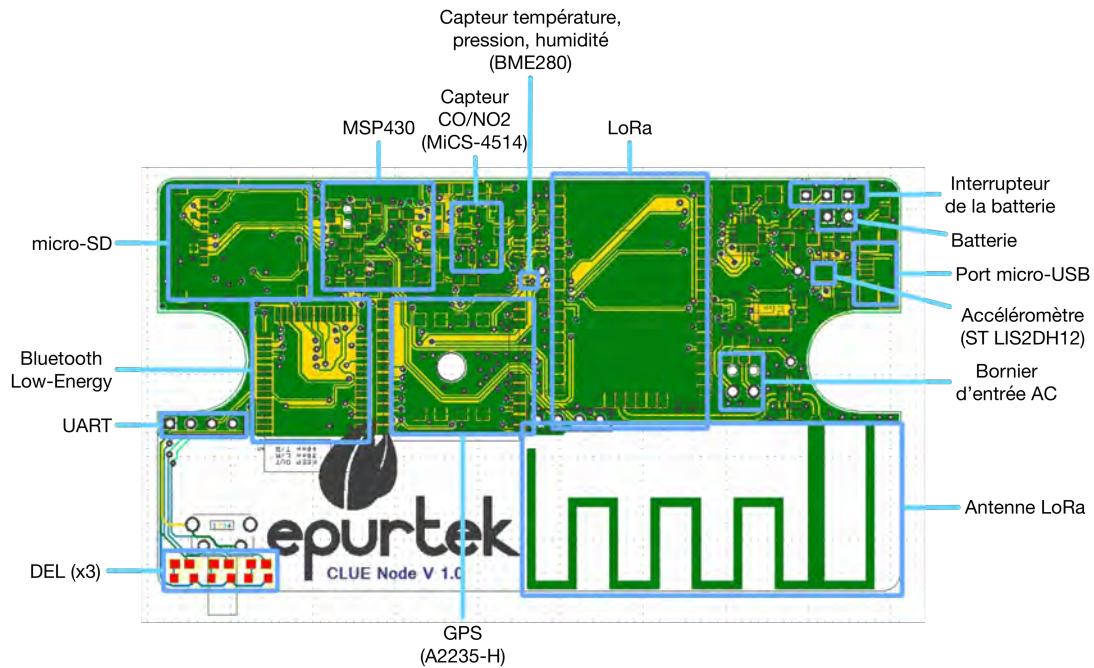 Capteur température,
pression, humidité
(BME280)
Capteur
CO/NO2
(MiCS-4514)
MSP430
LoRa
Interrupteur
de la batterie
micro-SD
Batterie
Port micro-USB
Accéléromètre
(ST LIS2DH12)
Bluetooth
Low-Energy
Bornier
d'entrée AC
UART
KEEP OUT
epurtek
CLUE Node V 1.0
Antenne LoRa
DEL (x3)
GPS
(A2235-H)